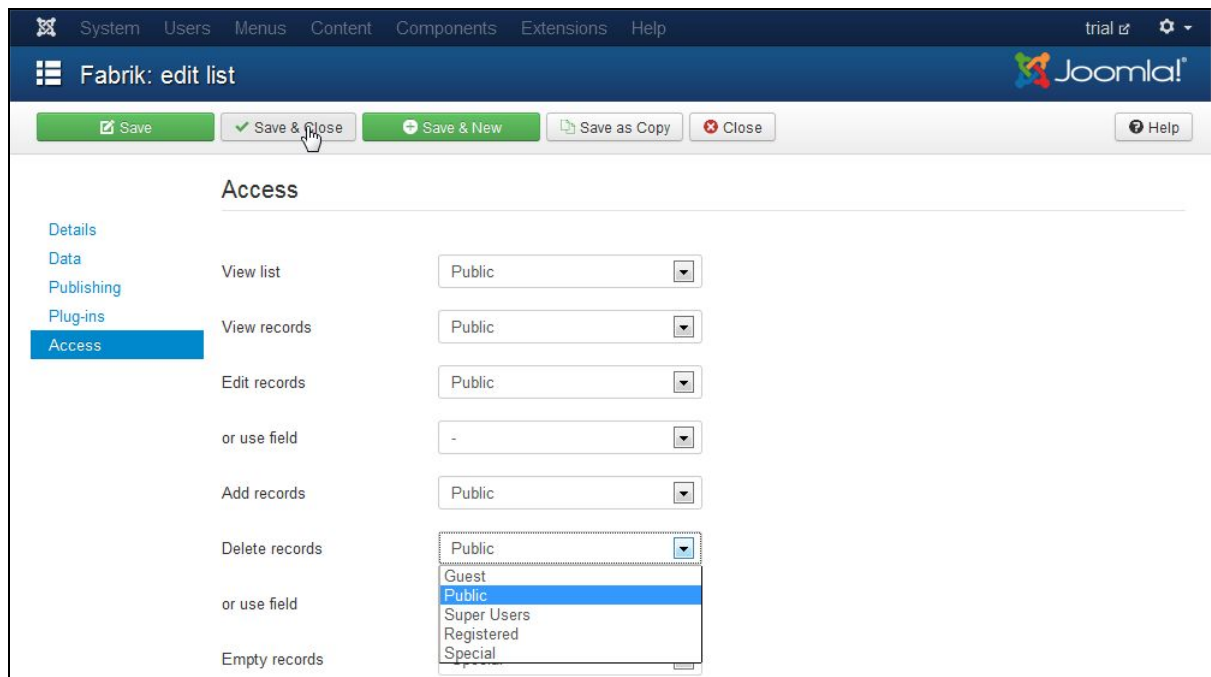 System Users Menus Content Components Extensions Help trial
Fabrik: edit list Joomla!
Save Save & Close Save & New Save as Copy Close Help
Access
Details
Data
Publishing
Plug-ins
Access
View list Public
View records Public
Edit records Public
or use field -
Add records Public
Delete records Public
Guest
Public
Super Users
Registered
Special
or use field
Empty records